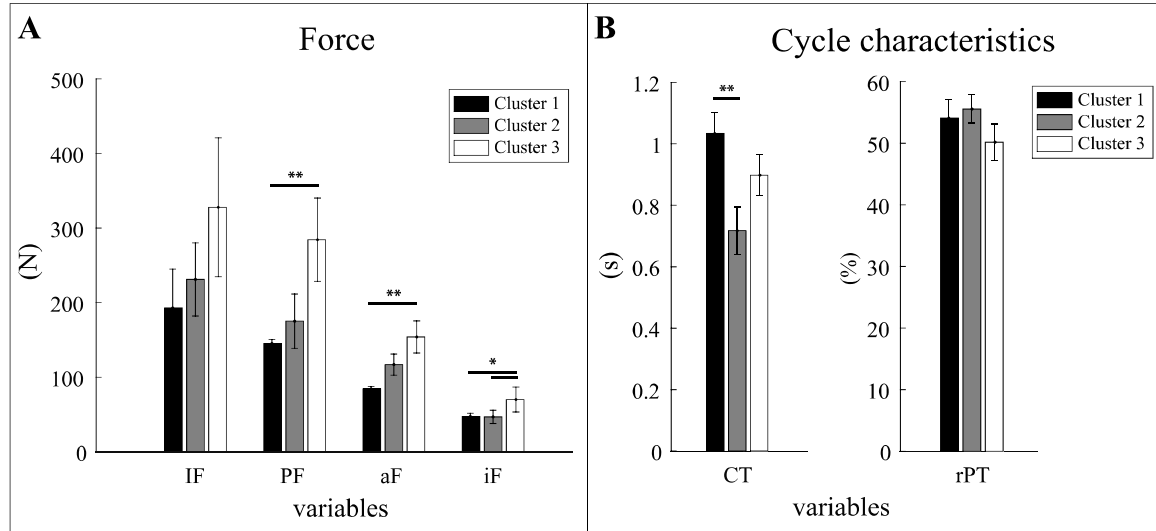 A
Force
500
400
300
200
100
0
(N)
Cluster 1
Cluster 2
Cluster 3
**
**
*
IF PF aF iF
variables
B
Cycle characteristics
1.2
1
0.8
0.6
0.4
0.2
0
(s)
**
CT
60
50
40
30
20
10
0
(%)
rPT
Cluster 1
Cluster 2
Cluster 3
variables